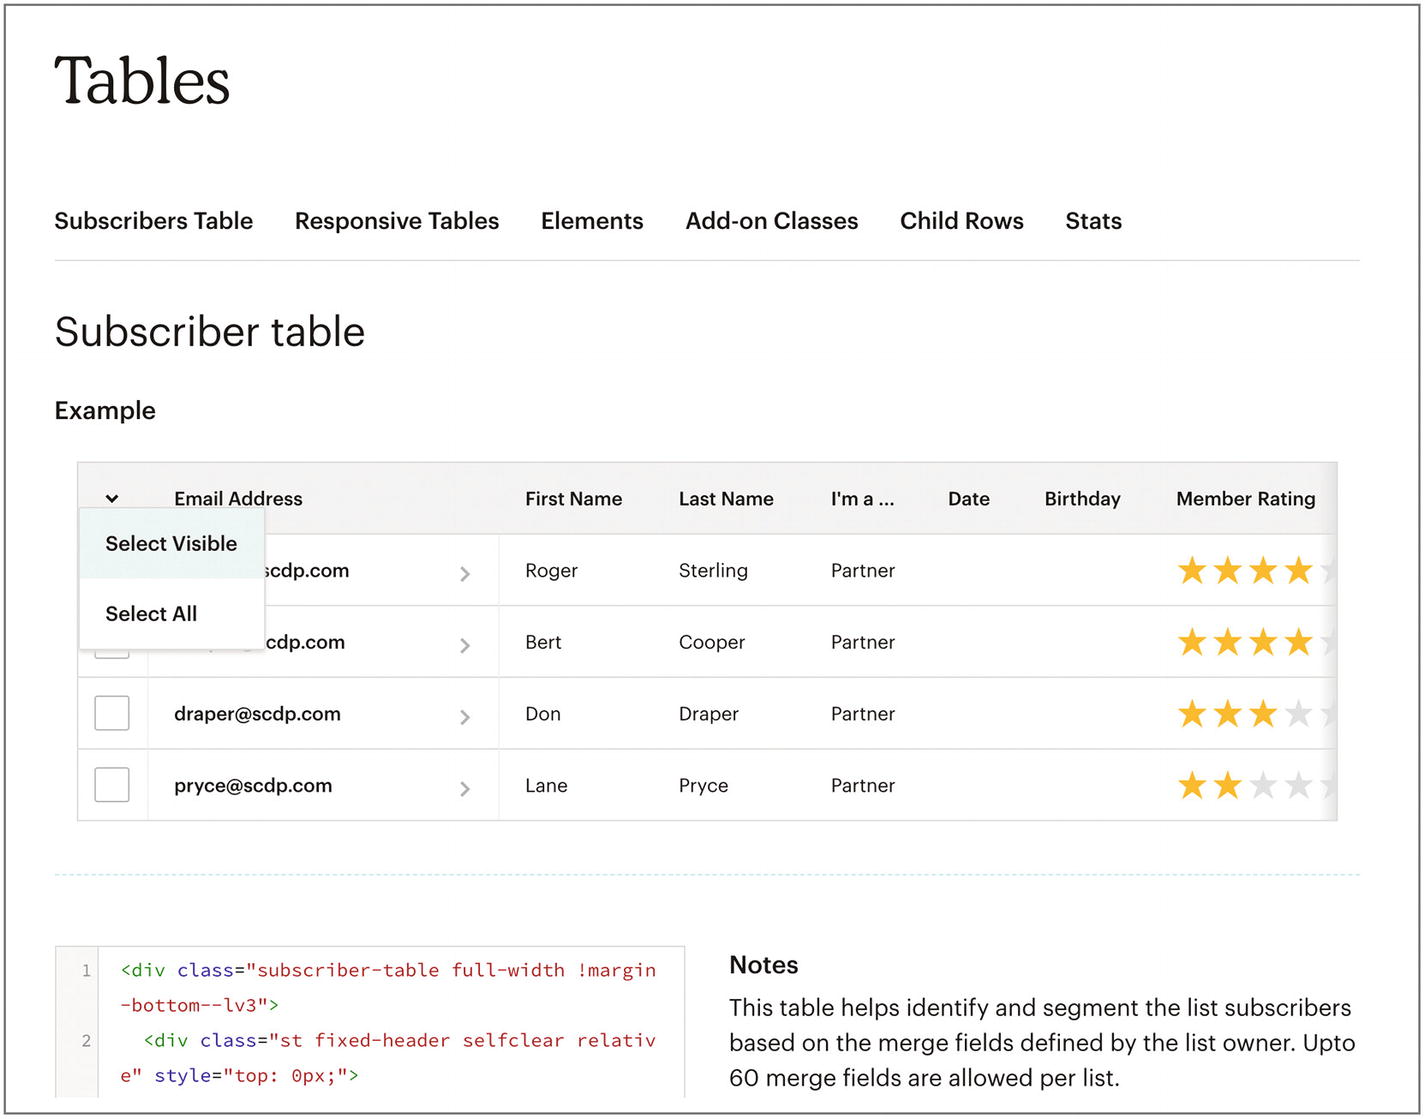 Tables
Subscribers Table Responsive Tables Elements Add-on Classes Child Rows Stats
Subscriber table
Example
Email Address First Name Last Name I'm a ... Date Birthday Member Rating
Select Visible
scdp.com Roger Sterling Partner
Select All
cdp.com Bert Cooper Partner
draper@scdp.com Don Draper Partner
pryce@scdp.com Lane Pryce Partner
1 <div class="subscriber-table full-width !margin
-bottom--lv3">
2 <div class="st fixed-header selfclear relativ
e" style="top: 0px;">
Notes
This table helps identify and segment the list subscribers
based on the merge fields defined by the list owner. Upto
60 merge fields are allowed per list.